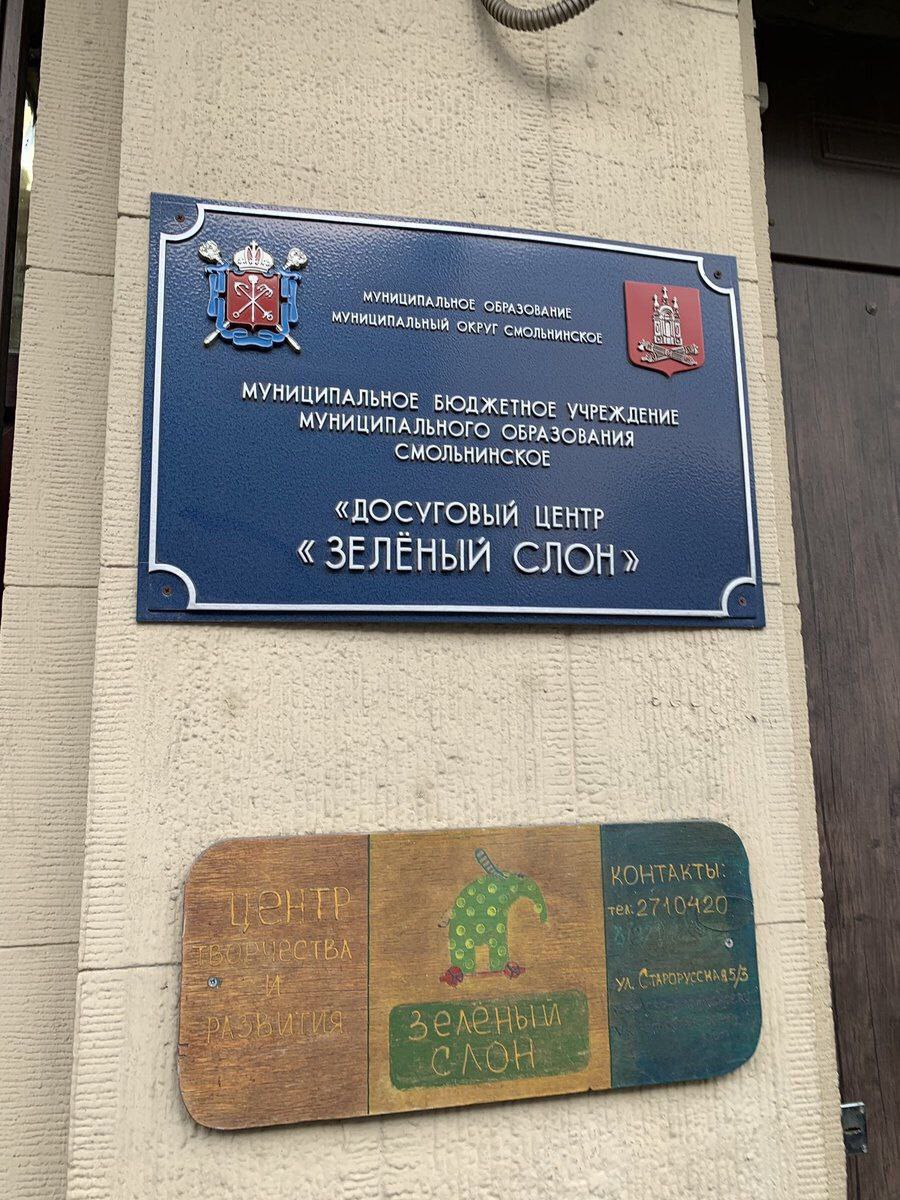 МУНИЦИПАЛЬНОЕ ОБРАЗОВАНИЕ
МУНИЦИПАЛЬНЫЙ ОКРУГ СМОЛЬНИНСКОЕ
МУНИЦИПАЛЬНОЕ БЮДЖЕТНОЕ УЧРЕЖДЕНИЕ
МУНИЦИПАЛЬНОГО ОБРАЗОВАНИЯ
СМОЛЬНИНСКОЕ
«ДОСУГОВЫЙ ЦЕНТР
«ЗЕЛЁНЫЙ СЛОН»
ЦЕНТР
ТВОРЧЕСТВА
И
РАЗВИТИЯ
ЗЕЛЁНЫЙ
СЛОН
КОНТАКТЫ:
тел: 2710420
УЛ. СТАРОРУССКАЯ 5/3